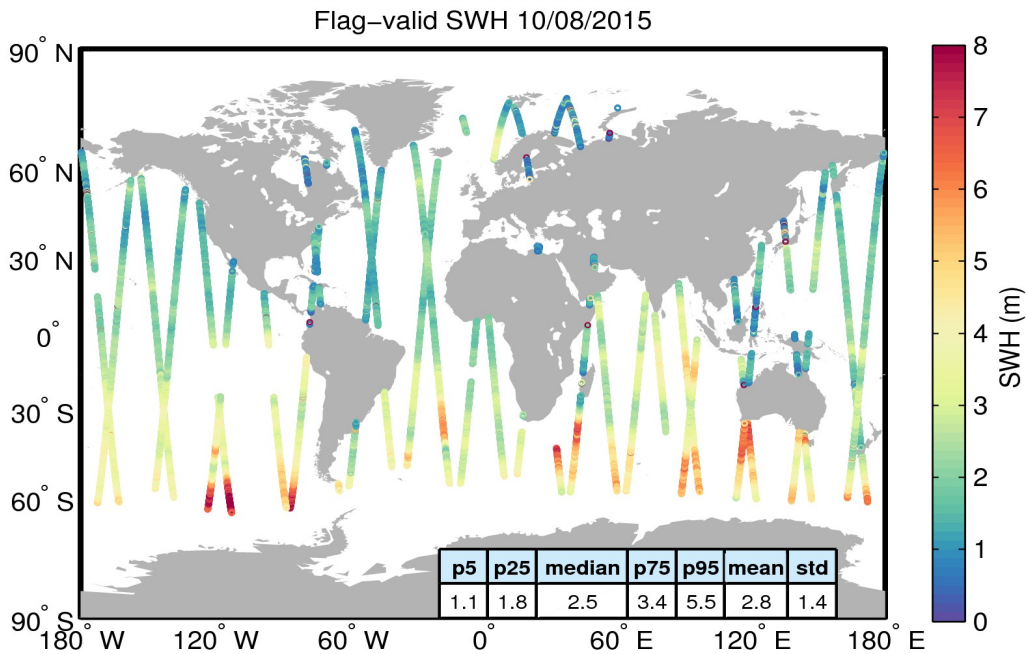 Flag−valid SWH 10/08/2015
90° N
60° N
30° N
0°
30° S
60° S
90° S
180° W
120° W
60° W
0°
60° E
120° E
180° E
p5 p25 median p75 p95 mean std
1.1 1.8 2.5 3.4 5.5 2.8 1.4
8
7
6
5
4
3
2
1
0
SWH (m)